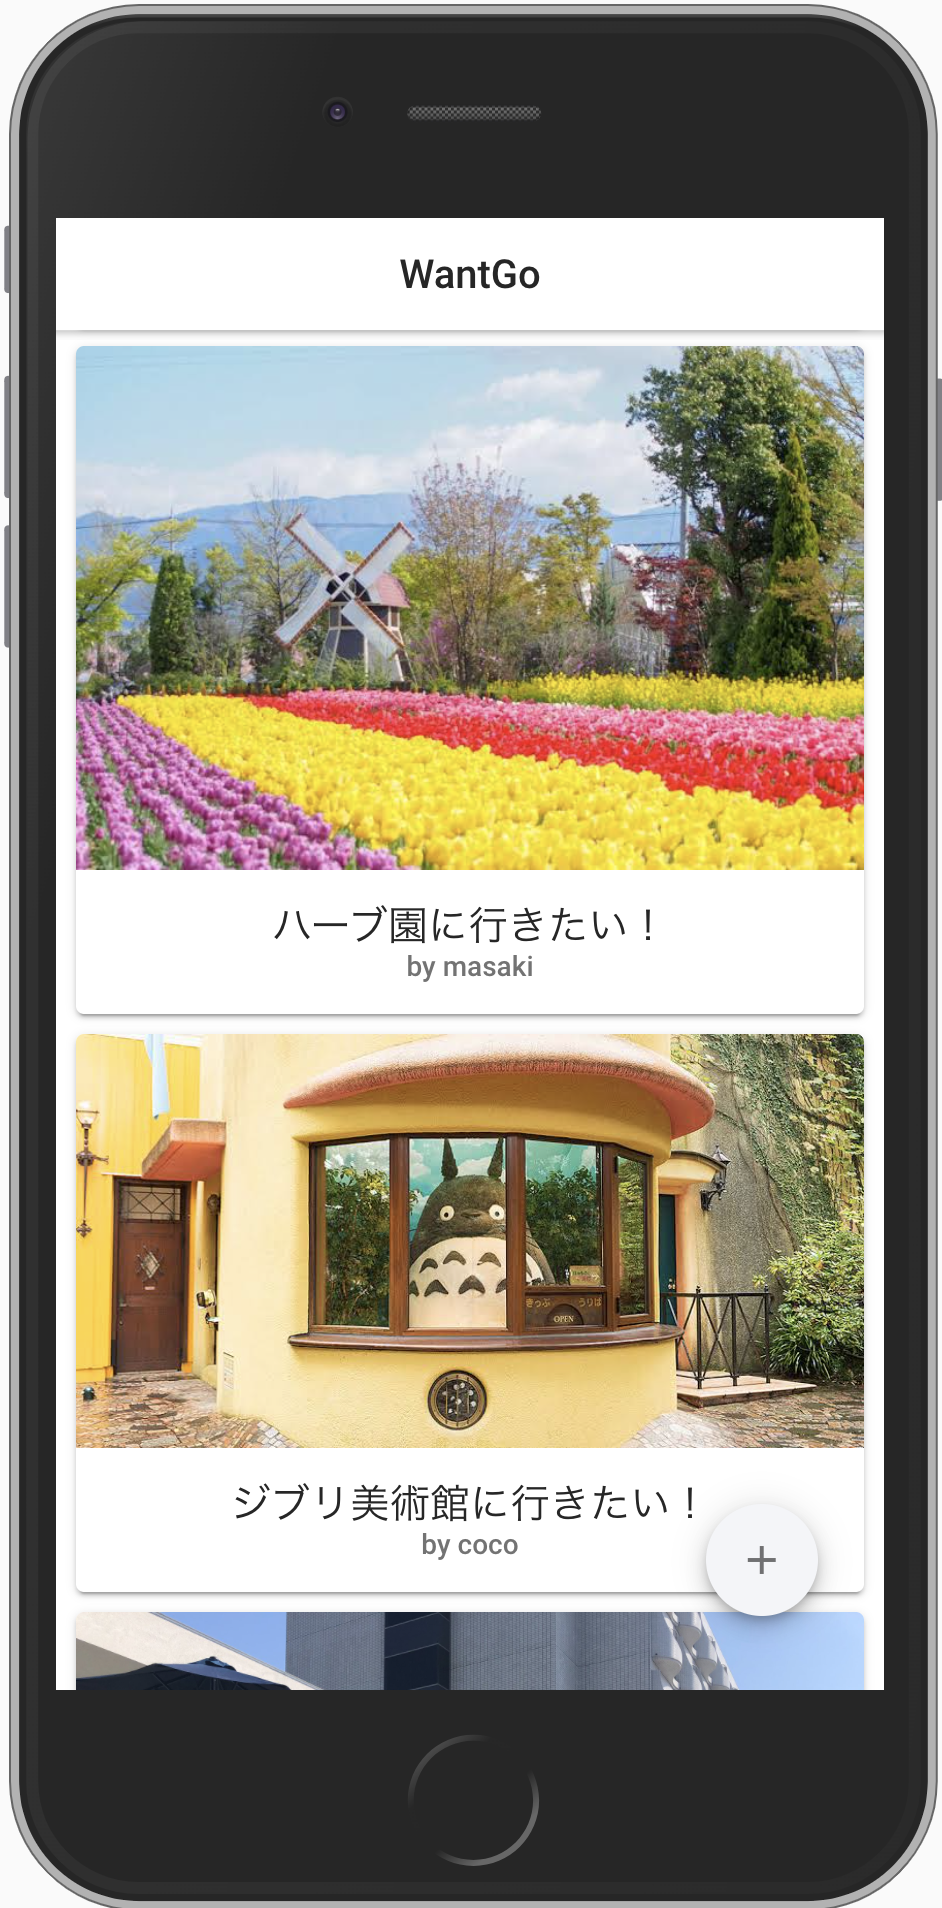 WantGo
ハーブ園に行きたい！
by masaki
きっぷ うりば
OPEN
ジブリ美術館に行きたい！
by coco
+